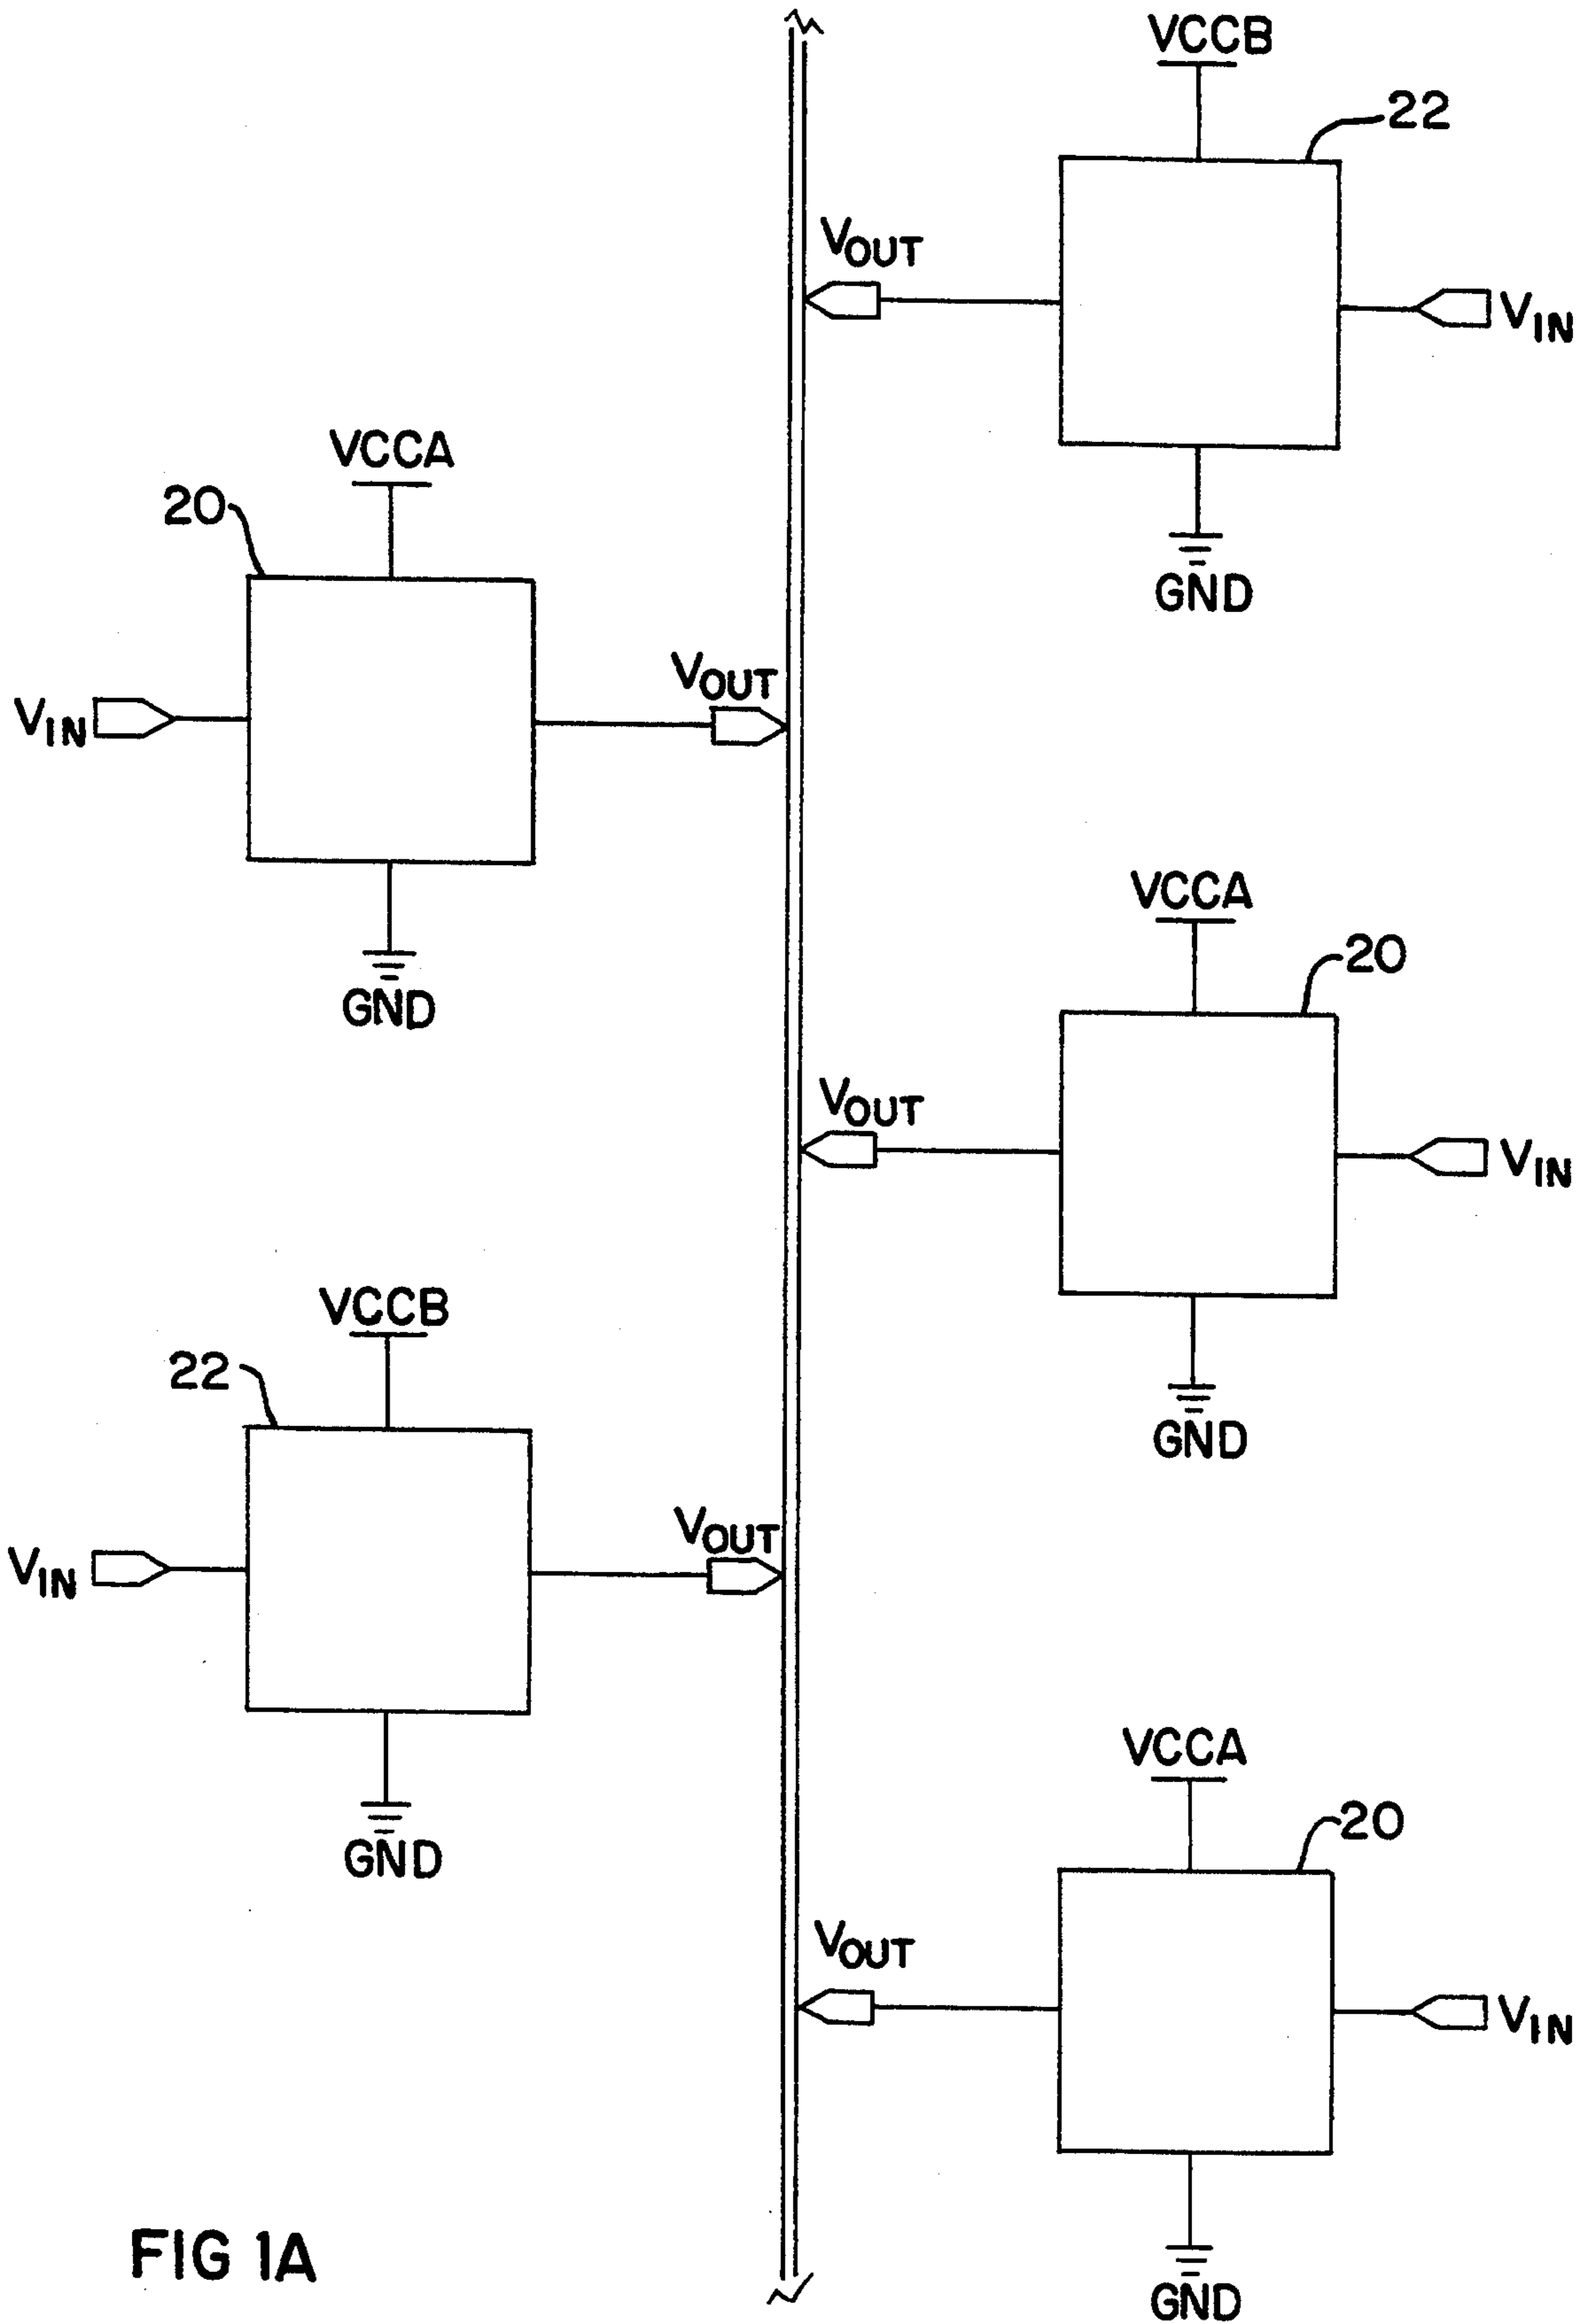 VCCB
22
VOUT
VIN
GND
VCCA
20
VIN
VOUT
GND
VCCA
20
VOUT
VIN
GND
VCCB
22
VIN
VOUT
GND
VCCA
20
VOUT
VIN
GND
FIG 1A